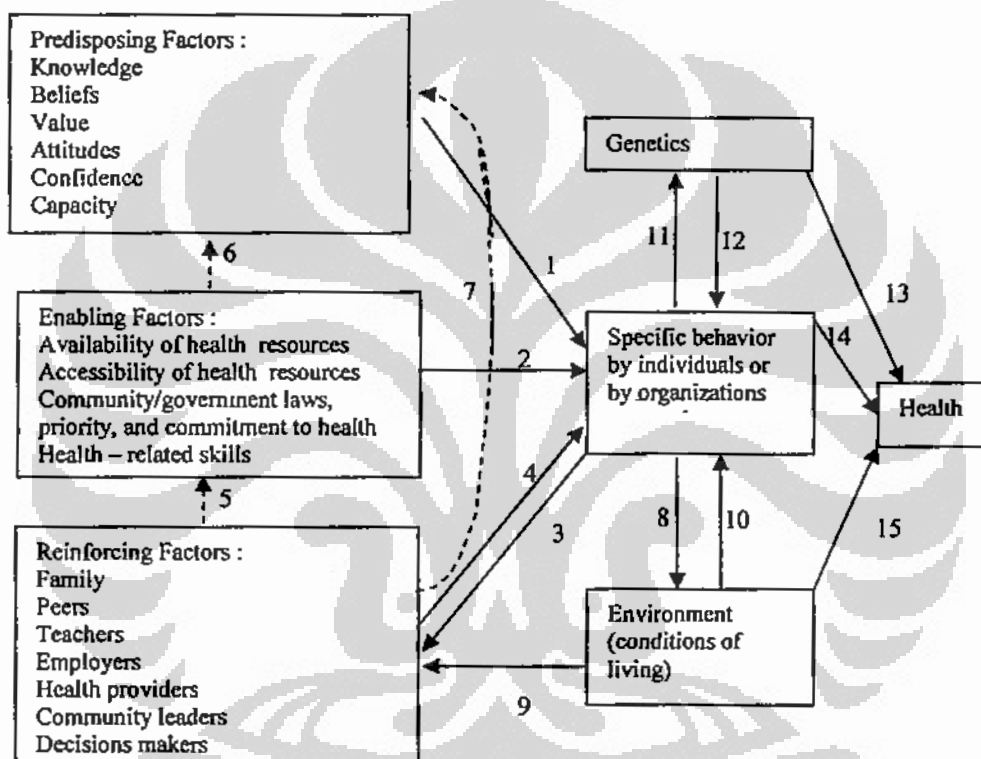 Predisposing Factors :
Knowledge
Beliefs
Value
Attitudes
Confidence
Capacity
6
Enabling Factors :
Availability of health resources
Accessibility of health resources
Community/government laws,
priority, and commitment to health
Health – related skills
5
Reinforcing Factors :
Family
Peers
Teachers
Employers
Health providers
Community leaders
Decisions makers
1
7
2
4
3
9
Genetics
11
12
Specific behavior
by individuals or
by organizations
8
10
Environment
(conditions of
living)
13
14
15
Health